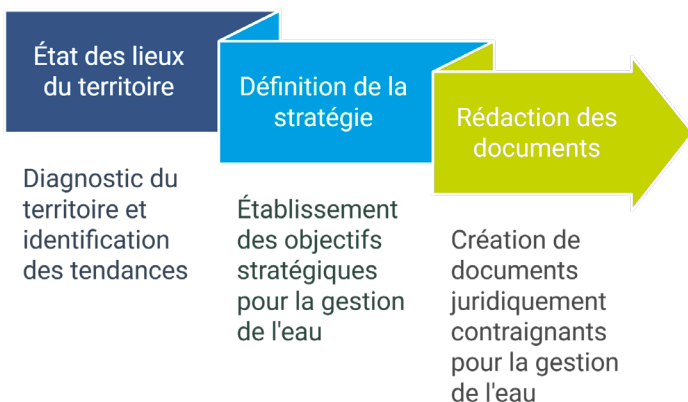 État des lieux
du territoire
Diagnostic du
territoire et
identification
des tendances
Définition de la
stratégie
Établissement
des objectifs
stratégiques
pour la gestion
de l'eau
Rédaction des
documents
Création de
documents
juridiquement
contraignants
pour la gestion
de l'eau